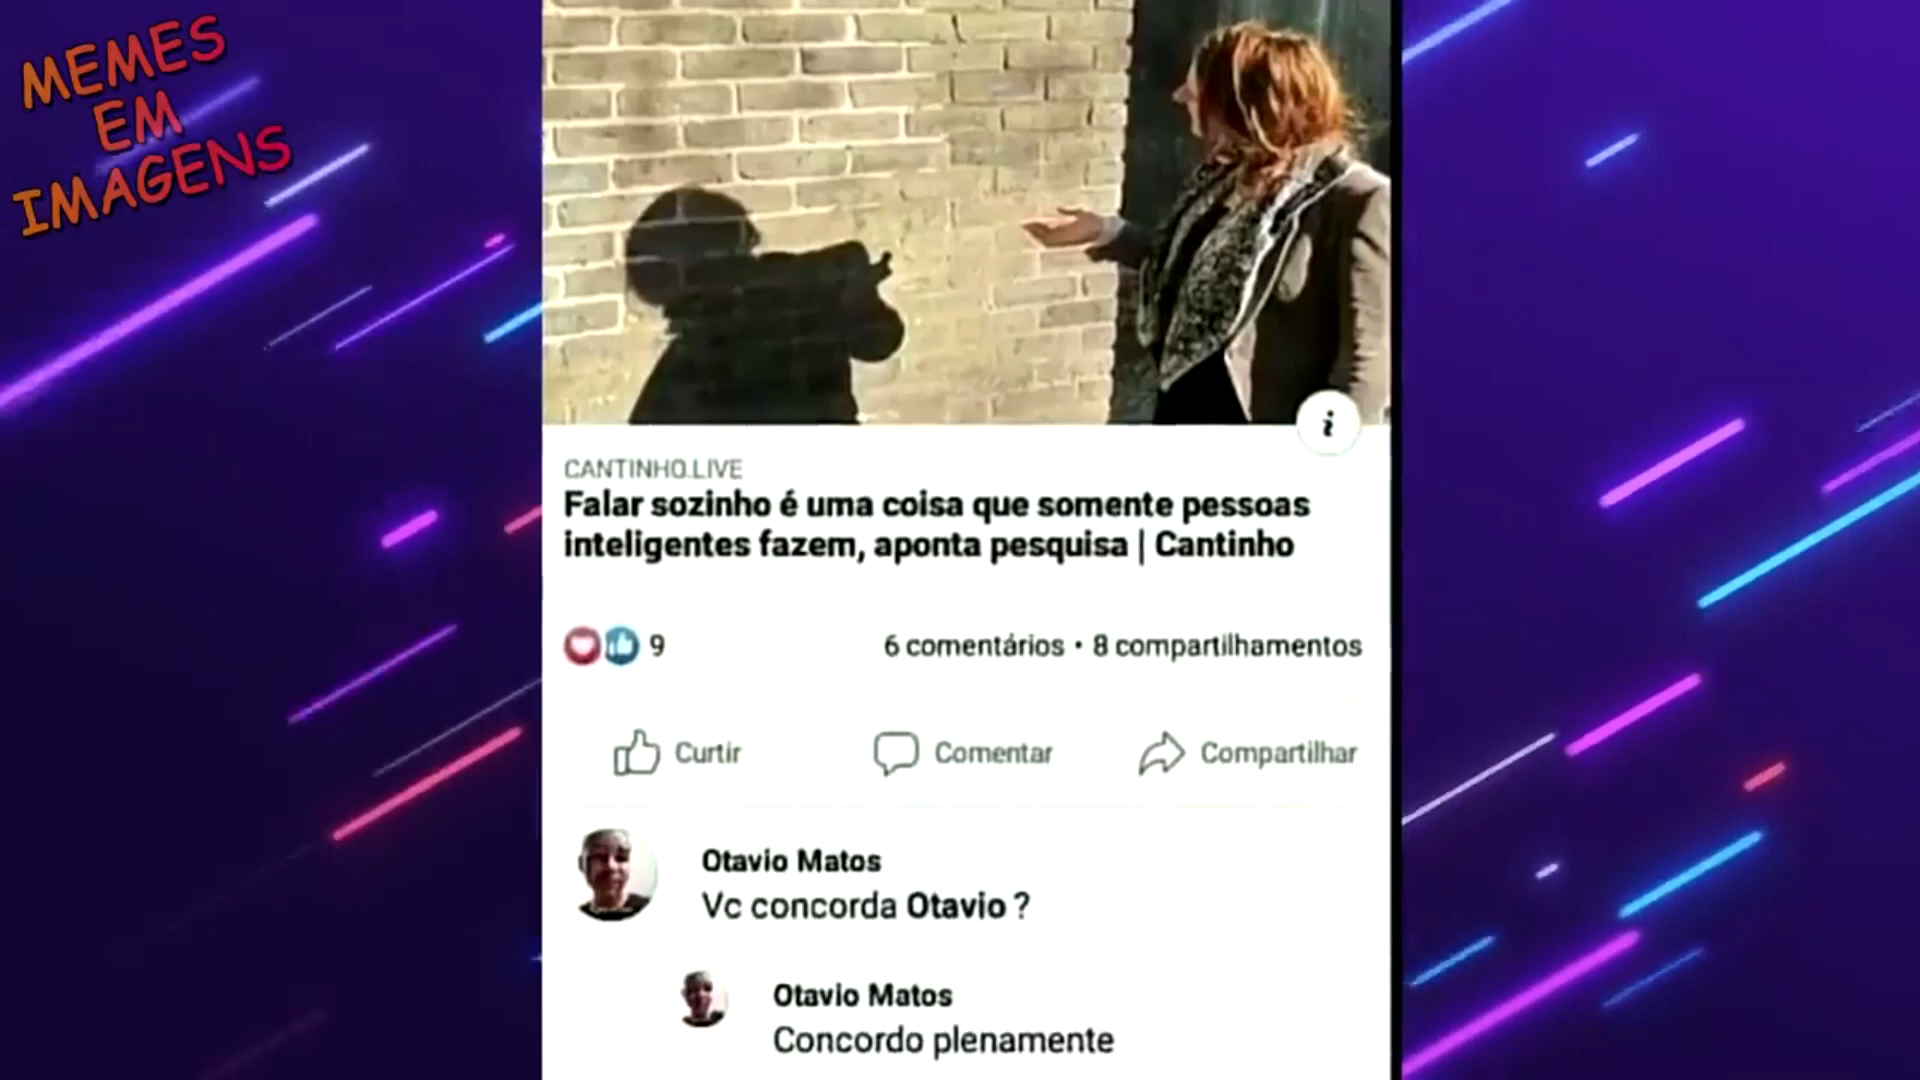 MEMES
EM
IMAGENS
i
CANTINHO.LIVE
Falar sozinho é uma coisa que somente pessoas
inteligentes fazem, aponta pesquisa | Cantinho
9
6 comentários • 8 compartilhamentos
Curtir
Comentar
Compartilhar
Otavio Matos
Vc concorda Otavio ?
Otavio Matos
Concordo plenamente